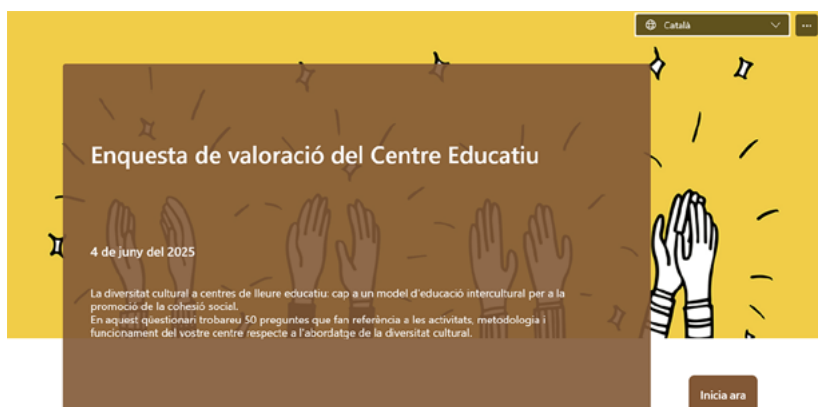 Català
Enquesta de valoració del Centre Educatiu
4 de juny del 2025
La diversitat cultural a centres de lleure educatiu: cap a un model d'educació intercultural per a la
promoció de la cohesió social.
En aquest qüestionari trobareu 50 preguntes que fan referència a les activitats, metodologia i
funcionament del vostre centre respecte a l'abordatge de la diversitat cultural.
Inicia ara